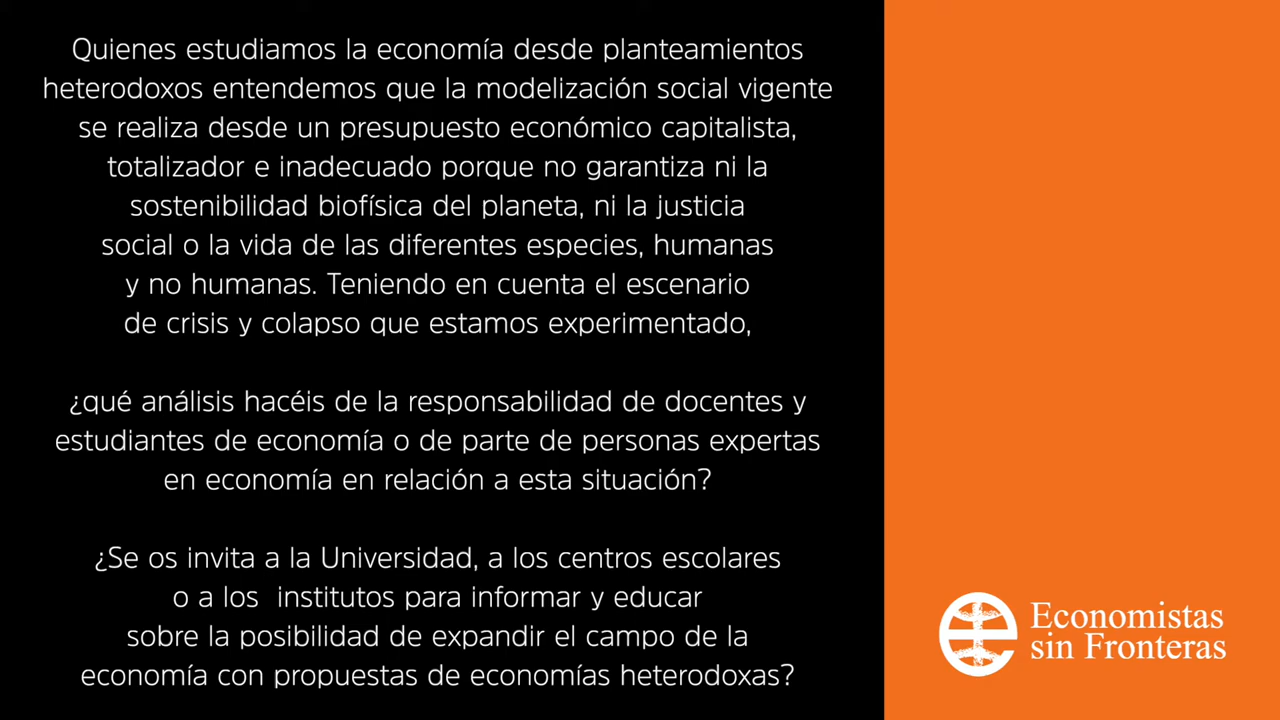 Quienes estudiamos la economía desde planteamientos
heterodoxos entendemos que la modelización social vigente
se realiza desde un presupuesto económico capitalista,
totalizador e inadecuado porque no garantiza ni la
sostenibilidad biofísica del planeta, ni la justicia
social o la vida de las diferentes especies, humanas
y no humanas. Teniendo en cuenta el escenario
de crisis y colapso que estamos experimentado,
¿qué análisis hacéis de la responsabilidad de docentes y
estudiantes de economía o de parte de personas expertas
en economía en relación a esta situación?
¿Se os invita a la Universidad, a los centros escolares
o a los  institutos para informar y educar
sobre la posibilidad de expandir el campo de la
economía con propuestas de economías heterodoxas?
Economistas
sin Fronteras